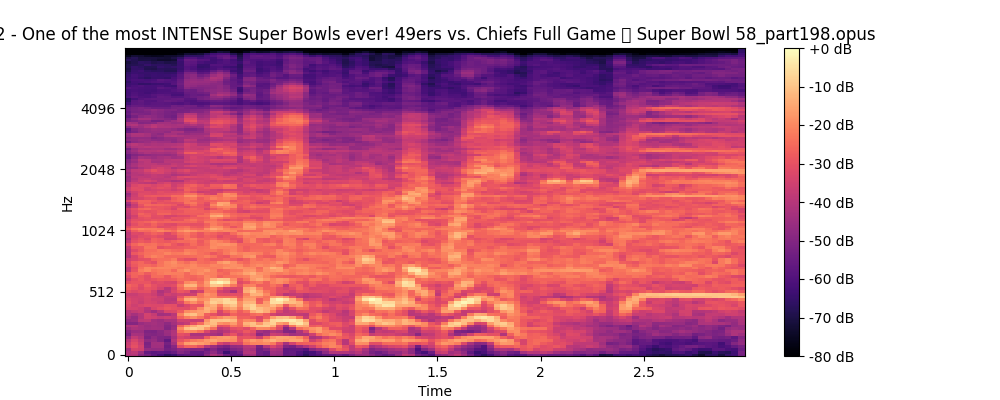 2 - One of the most INTENSE Super Bowls ever! 49ers vs. Chiefs Full Game  Super Bowl 58_part198.opus
+0 dB
4096
-10 dB
-20 dB
2048
-30 dB
Hz
1024
-40 dB
-50 dB
512
-60 dB
-70 dB
0
-80 dB
0
0.5
1
1.5
2
2.5
Time